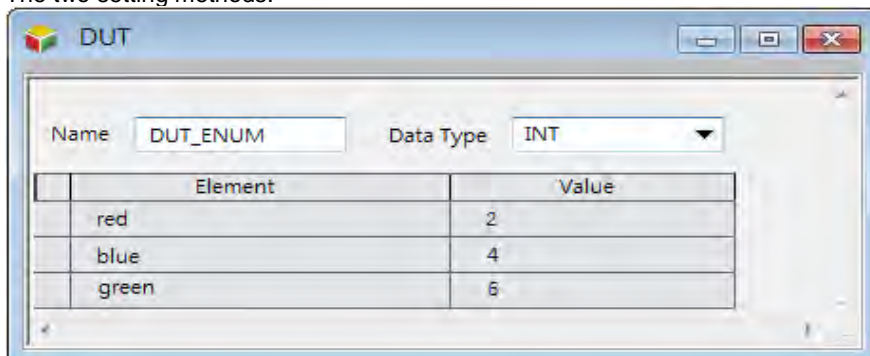 The two setting methods.
DUT
Name DUT_ENUM Data Type INT
Element Value
red 2
blue 4
green 6